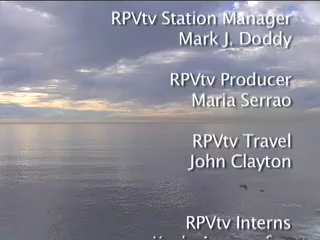 RPVtv Station Manager
Mark J. Doddy
RPVtv Producer
Maria Serrao
RPVtv Travel
John Clayton
RPVtv Interns